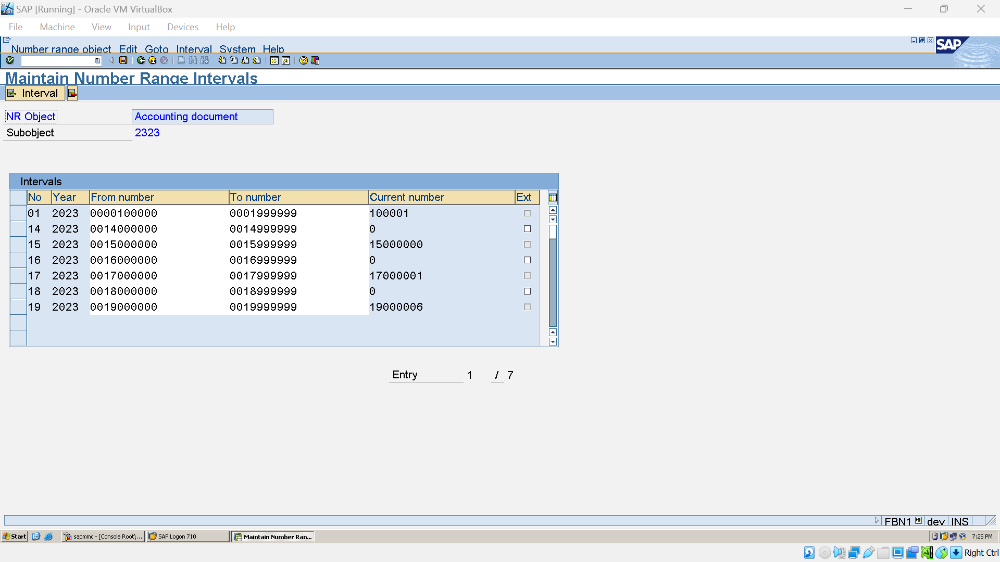 SAP [Running] - Oracle VM VirtualBox
File Machine View Input Devices Help
Number range object Edit Goto Interval System Help
SAP
Maintain Number Range Intervals
Interval
NR Object Accounting document
Subobject 2323
Intervals
No Year From number To number Current number Ext
01 2023 0000100000 0001999999 100001
14 2023 0014000000 0014999999 0
15 2023 0015000000 0015999999 15000000
16 2023 0016000000 0016999999 0
17 2023 0017000000 0017999999 17000001
18 2023 0018000000 0018999999 0
19 2023 0019000000 0019999999 19000006
Entry 1 / 7
FBN1 dev INS
Start sapmmc - [Console Root\... SAP Logon 710 Maintain Number Ran... 7:25 PM
Right Ctrl